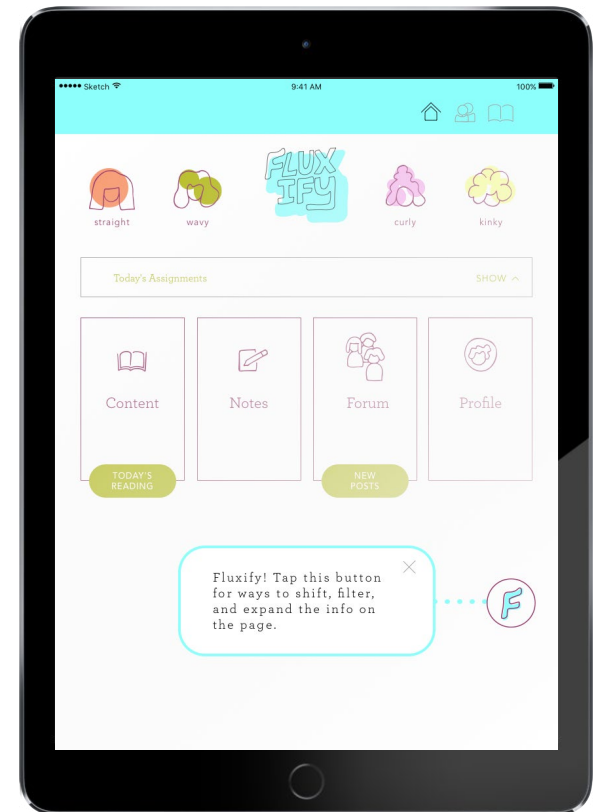 Sketch 9:41 AM 100%
FLUX
IFY
straight wavy curly kinky
Today's Assignments SHOW
Content Notes Forum Profile
TODAY'S
READING
NEW
POSTS
Fluxify! Tap this button
for ways to shift, filter,
and expand the info on
the page.
F